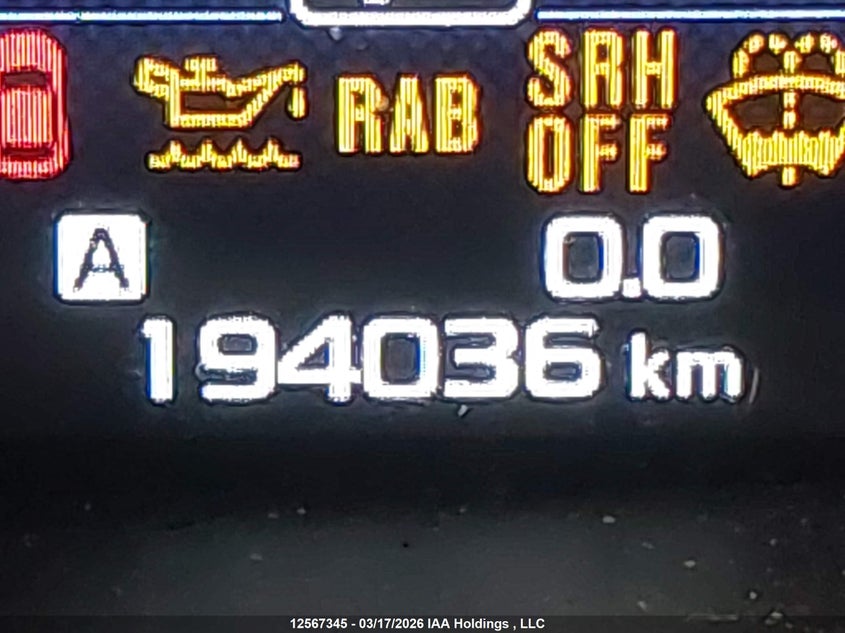 RAB SRH
OFF
A 0.0
194036 km
12567345 - 03/17/2026 IAA Holdings , LLC